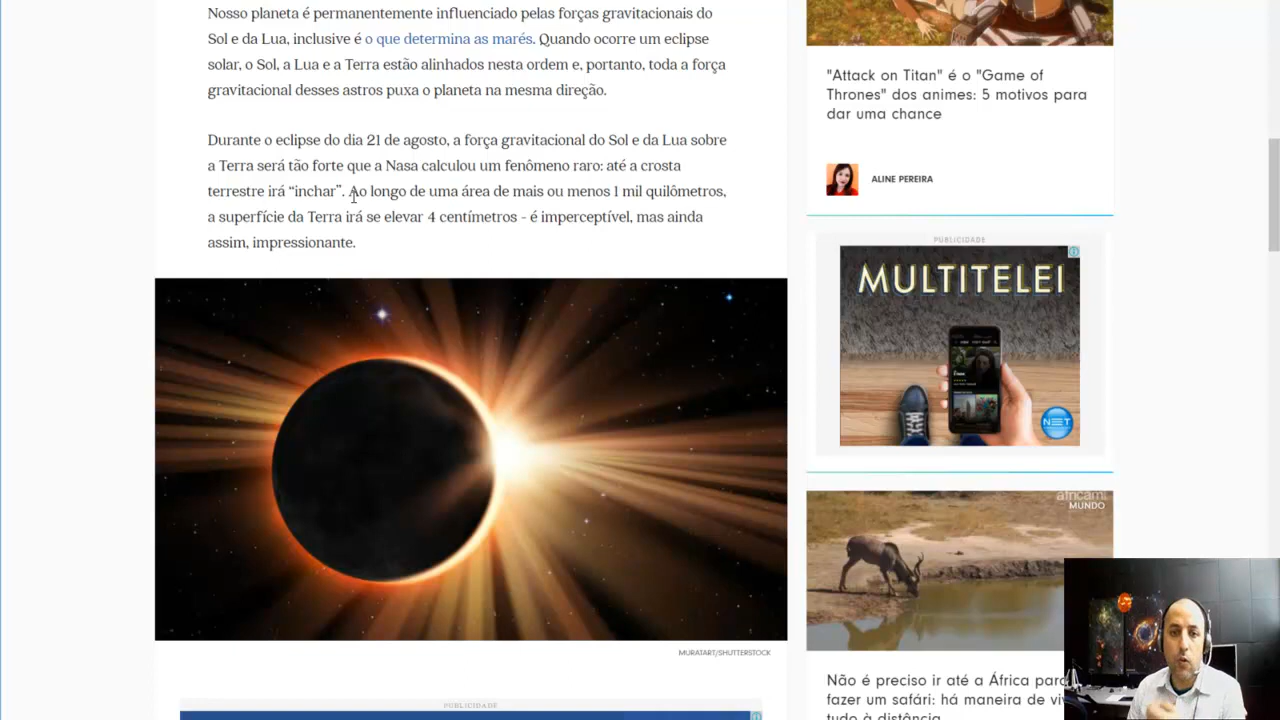 Nosso planeta é permanentemente influenciado pelas forças gravitacionais do
Sol e da Lua, inclusive é o que determina as marés. Quando ocorre um eclipse
solar, o Sol, a Lua e a Terra estão alinhados nesta ordem e, portanto, toda a força
gravitacional desses astros puxa o planeta na mesma direção.
Durante o eclipse do dia 21 de agosto, a força gravitacional do Sol e da Lua sobre
a Terra será tão forte que a Nasa calculou um fenômeno raro: até a crosta
terrestre irá “inchar”. Ao longo de uma área de mais ou menos 1 mil quilômetros,
a superfície da Terra irá se elevar 4 centímetros - é imperceptível, mas ainda
assim, impressionante.
MURATART/SHUTTERSTOCK
PUBLICIDADE
"Attack on Titan" é o "Game of
Thrones" dos animes: 5 motivos para
dar uma chance
ALINE PEREIRA
PUBLICIDADE
MULTITELEI
NET
africam!
MUNDO
Não é preciso ir até a África para
fazer um safári: há maneira de vi
tudo à distância